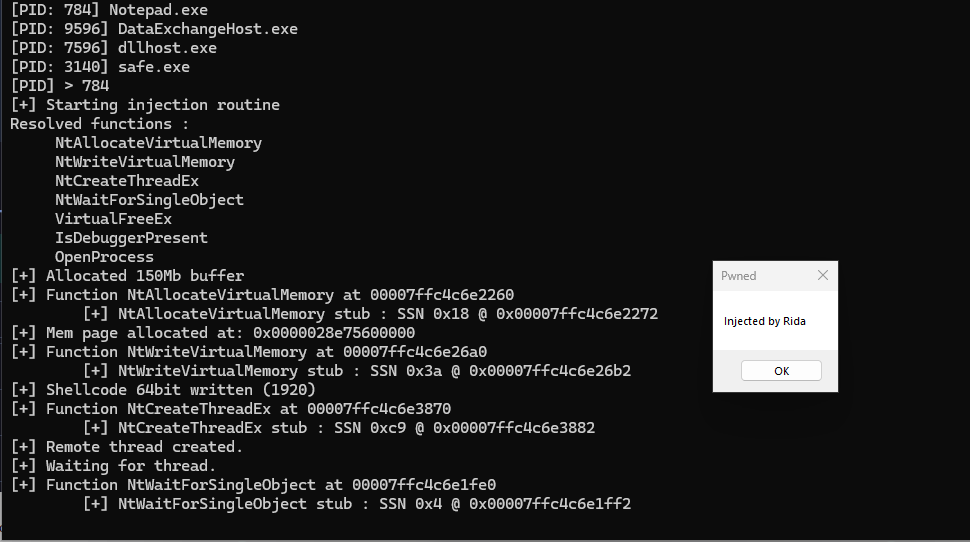 [PID: 784] Notepad.exe
[PID: 9596] DataExchangeHost.exe
[PID: 7596] dllhost.exe
[PID: 3140] safe.exe
[PID] > 784
[+] Starting injection routine
Resolved functions :
NtAllocateVirtualMemory
NtWriteVirtualMemory
NtCreateThreadEx
NtWaitForSingleObject
VirtualFreeEx
IsDebuggerPresent
OpenProcess
[+] Allocated 150Mb buffer
[+] Function NtAllocateVirtualMemory at 00007ffc4c6e2260
[+] NtAllocateVirtualMemory stub : SSN 0x18 @ 0x00007ffc4c6e2272
[+] Mem page allocated at: 0x0000028e75600000
[+] Function NtWriteVirtualMemory at 00007ffc4c6e26a0
[+] NtWriteVirtualMemory stub : SSN 0x3a @ 0x00007ffc4c6e26b2
[+] Shellcode 64bit written (1920)
[+] Function NtCreateThreadEx at 00007ffc4c6e3870
[+] NtCreateThreadEx stub : SSN 0xc9 @ 0x00007ffc4c6e3882
[+] Remote thread created.
[+] Waiting for thread.
[+] Function NtWaitForSingleObject at 00007ffc4c6e1fe0
[+] NtWaitForSingleObject stub : SSN 0x4 @ 0x00007ffc4c6e1ff2
Pwned
Injected by Rida
OK